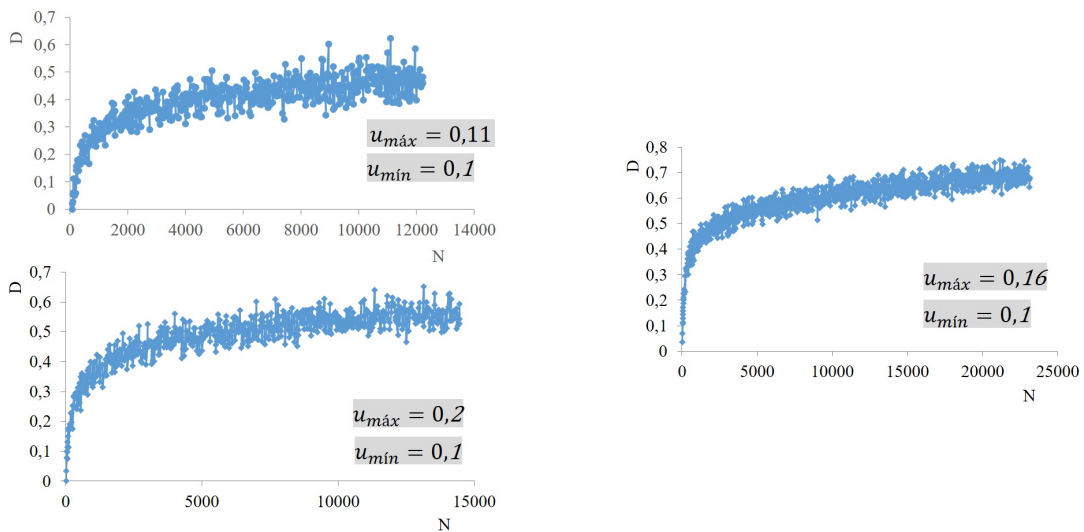 0,7
D
0,6
0,5
0,4
0,3
0,2
0,1
0
0 2000 4000 6000 8000 10000 12000 14000
N
u_máx = 0,11
u_mín = 0,1
0,7
D
0,6
0,5
0,4
0,3
0,2
0,1
0
0 5000 10000 15000
N
u_máx = 0,2
u_mín = 0,1
0,8
D
0,7
0,6
0,5
0,4
0,3
0,2
0,1
0
0 5000 10000 15000 20000 25000
N
u_máx = 0,16
u_mín = 0,1